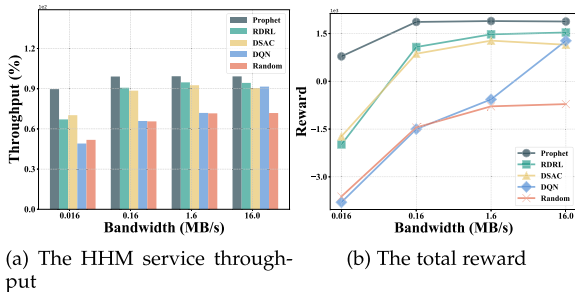 1e2
1.2
0.9
0.6
0.3
0.0
Throughput (%)
Prophet
RDRL
DSAC
DQN
Random
0.016 0.16 1.6 16.0
Bandwidth (MB/s)
(a) The HHM service through-
put
1e3
1.5
0.0
-1.5
-3.0
Reward
Prophet
RDRL
DSAC
DQN
Random
0.016 0.16 1.6 16.0
Bandwidth (MB/s)
(b) The total reward